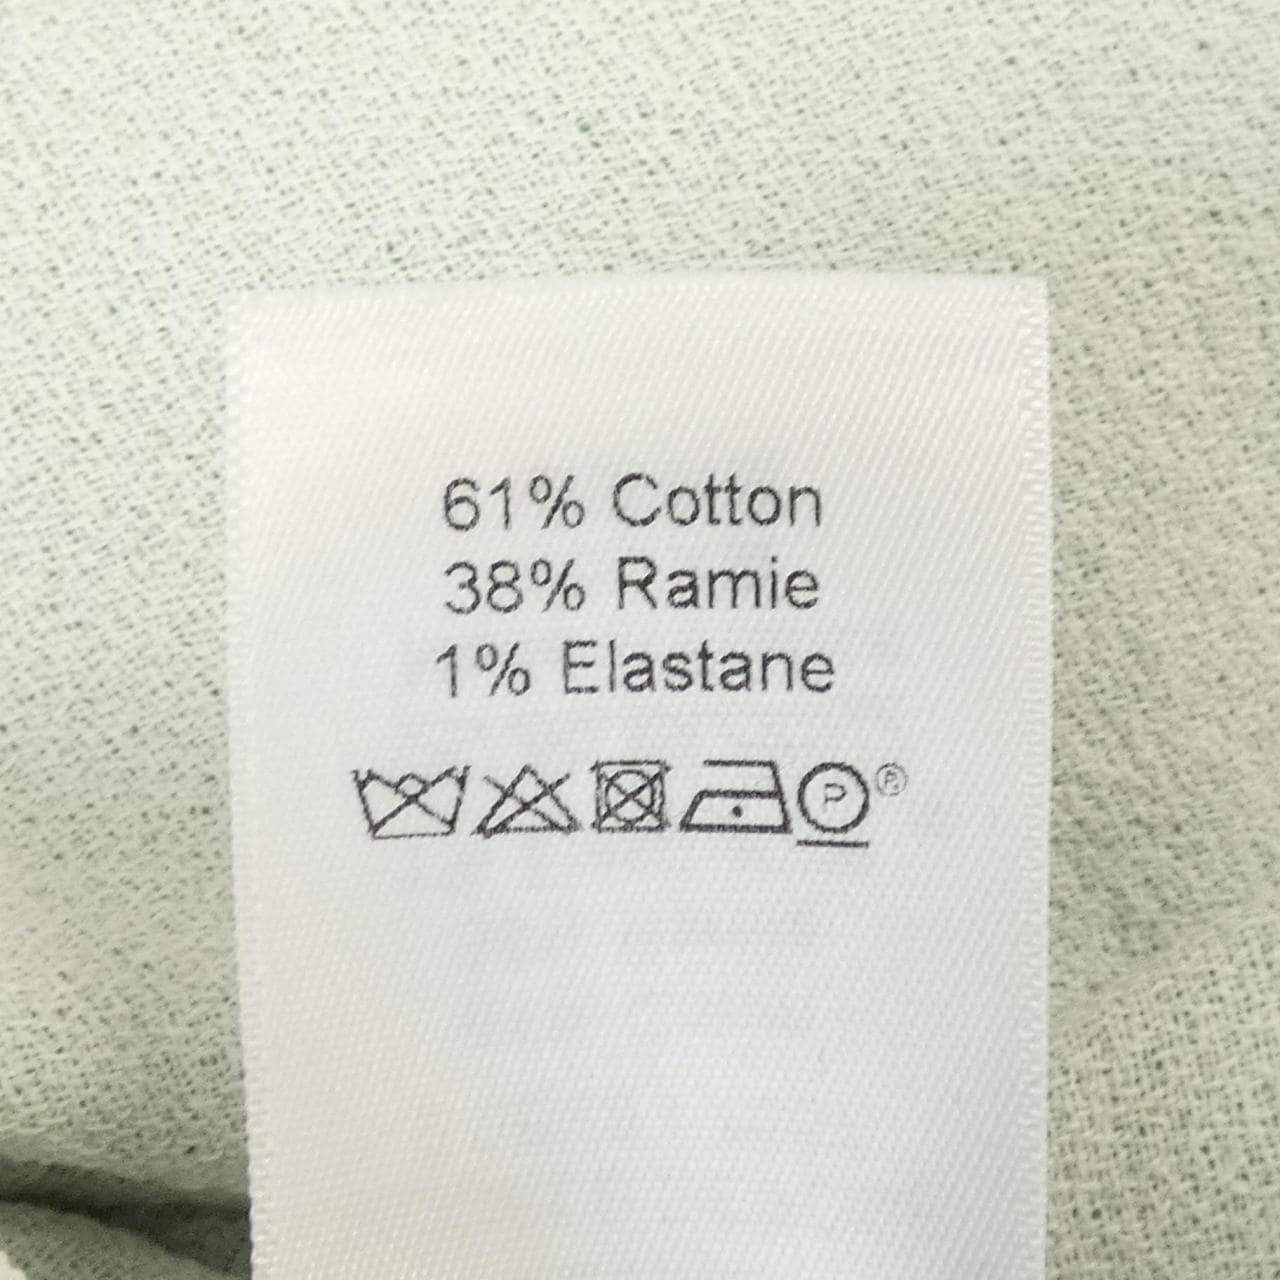 61% Cotton
38% Ramie
1% Elastane
P ®